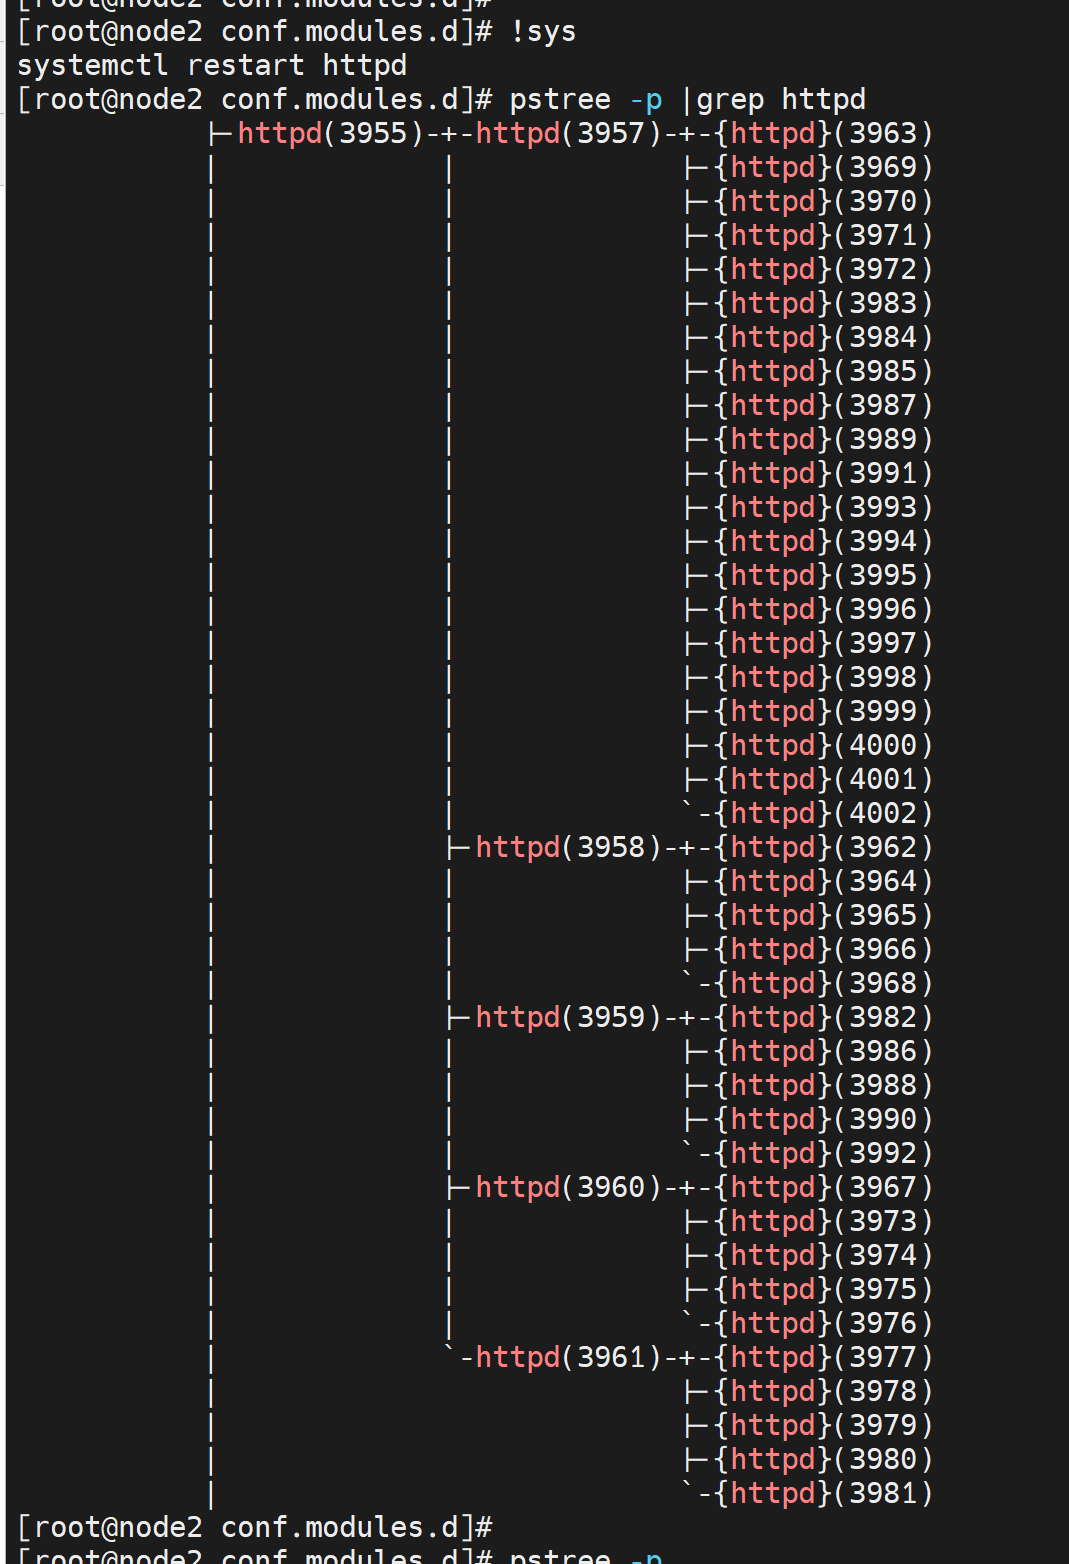 [root@node2 conf.modules.d]#
[root@node2 conf.modules.d]# !sys
systemctl restart httpd
[root@node2 conf.modules.d]# pstree -p |grep httpd
           ├─httpd(3955)-+-httpd(3957)-+-{httpd}(3963)
           |             |             ├─{httpd}(3969)
           |             |             ├─{httpd}(3970)
           |             |             ├─{httpd}(3971)
           |             |             ├─{httpd}(3972)
           |             |             ├─{httpd}(3983)
           |             |             ├─{httpd}(3984)
           |             |             ├─{httpd}(3985)
           |             |             ├─{httpd}(3987)
           |             |             ├─{httpd}(3989)
           |             |             ├─{httpd}(3991)
           |             |             ├─{httpd}(3993)
           |             |             ├─{httpd}(3994)
           |             |             ├─{httpd}(3995)
           |             |             ├─{httpd}(3996)
           |             |             ├─{httpd}(3997)
           |             |             ├─{httpd}(3998)
           |             |             ├─{httpd}(3999)
           |             |             ├─{httpd}(4000)
           |             |             ├─{httpd}(4001)
           |             |             `-{httpd}(4002)
           |             ├─httpd(3958)-+-{httpd}(3962)
           |             |             ├─{httpd}(3964)
           |             |             ├─{httpd}(3965)
           |             |             ├─{httpd}(3966)
           |             |             `-{httpd}(3968)
           |             ├─httpd(3959)-+-{httpd}(3982)
           |             |             ├─{httpd}(3986)
           |             |             ├─{httpd}(3988)
           |             |             ├─{httpd}(3990)
           |             |             `-{httpd}(3992)
           |             ├─httpd(3960)-+-{httpd}(3967)
           |             |             ├─{httpd}(3973)
           |             |             ├─{httpd}(3974)
           |             |             ├─{httpd}(3975)
           |             |             `-{httpd}(3976)
           |             `-httpd(3961)-+-{httpd}(3977)
           |                           ├─{httpd}(3978)
           |                           ├─{httpd}(3979)
           |                           ├─{httpd}(3980)
           |                           `-{httpd}(3981)
[root@node2 conf.modules.d]#
[root@node2 conf.modules.d]# pstree -p